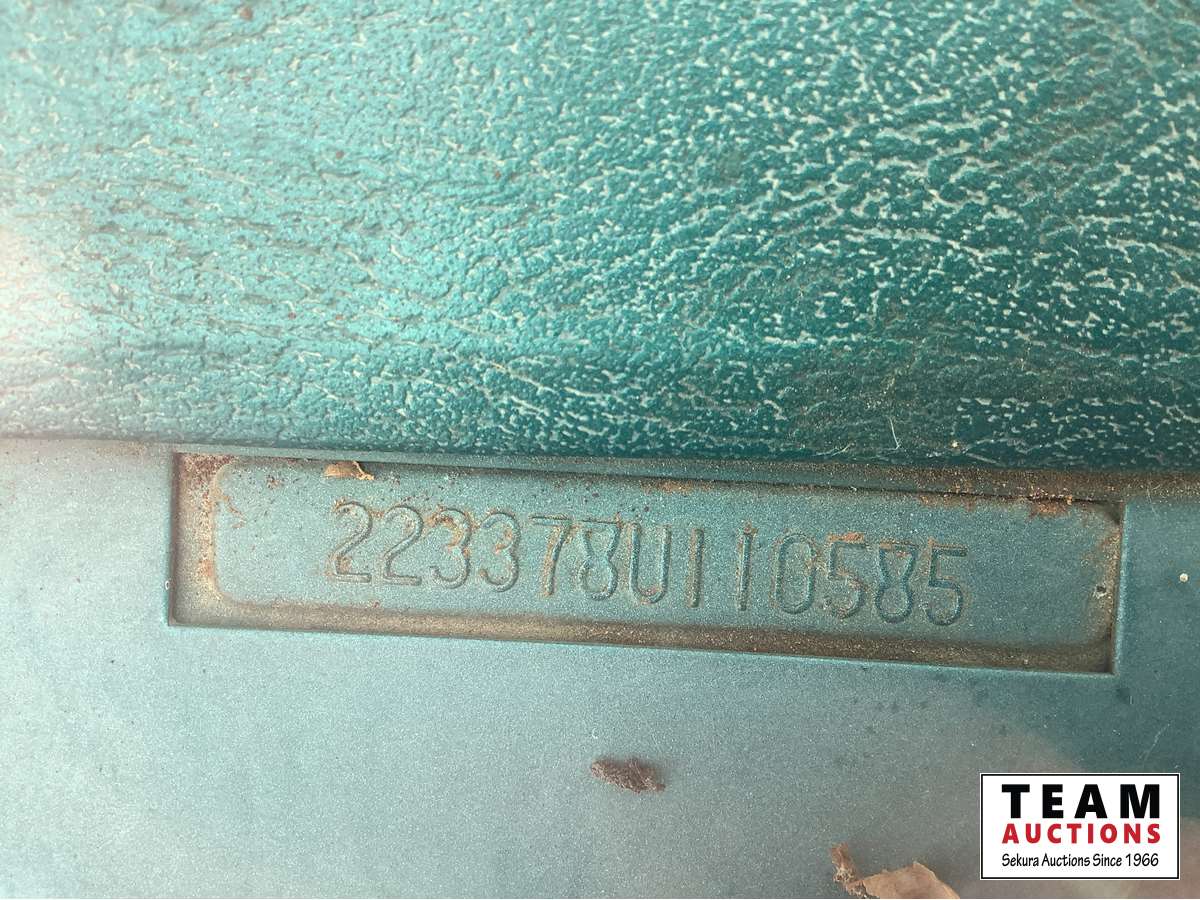 223378U110585
TEAM
AUCTIONS
Sekura Auctions Since 1966